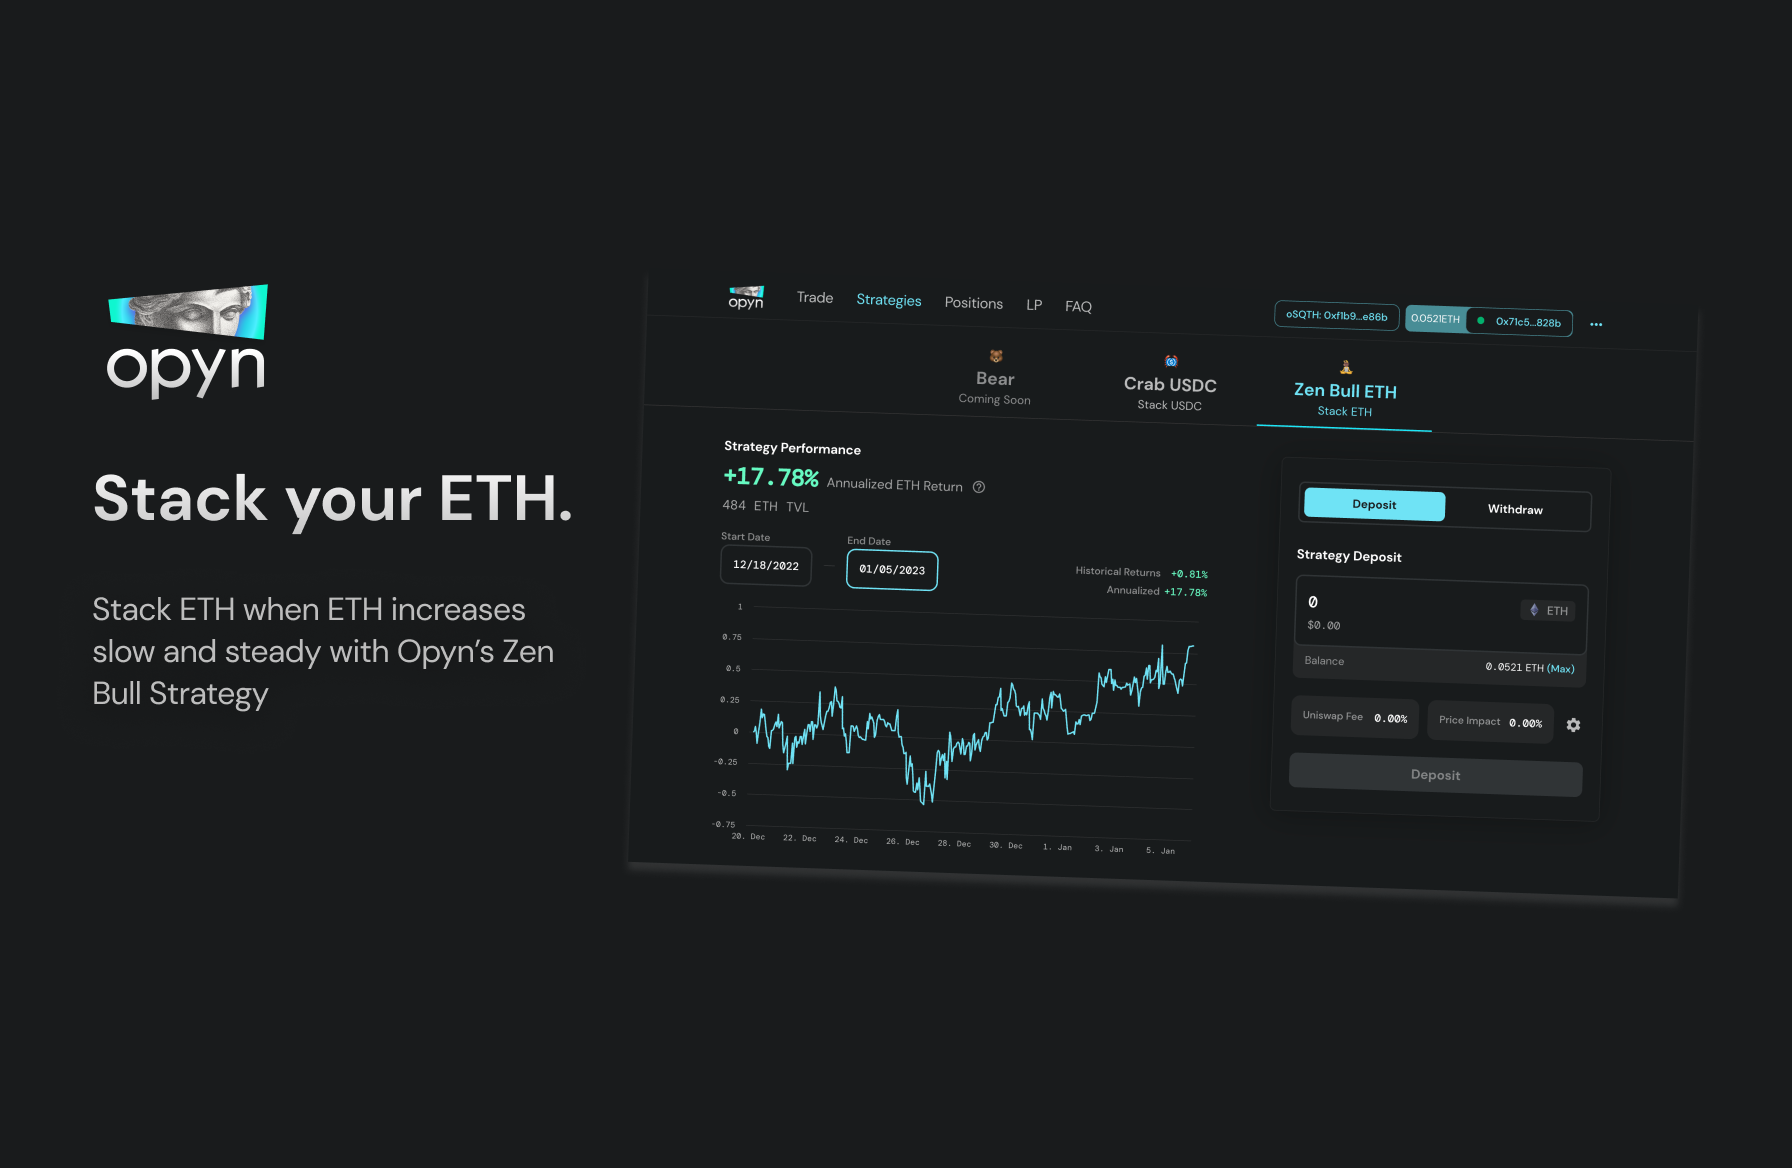 opyn
Stack your ETH.
Stack ETH when ETH increases
slow and steady with Opyn’s Zen
Bull Strategy
opyn
Trade Strategies Positions LP FAQ
oSQTH: 0xf1b9...e86b 0.0521ETH 0x71c5...828b
Bear
Coming Soon
Crab USDC
Stack USDC
Zen Bull ETH
Stack ETH
Strategy Performance
+17.78% Annualized ETH Return
484 ETH TVL
Start Date
12/18/2022
End Date
01/05/2023
Historical Returns +0.81%
Annualized +17.78%
1
0.75
0.5
0.25
0
-0.25
-0.5
-0.75
20. Dec 22. Dec 24. Dec 26. Dec 28. Dec 30. Dec 1. Jan 3. Jan 5. Jan
Deposit Withdraw
Strategy Deposit
0 ETH
$0.00
Balance 0.0521 ETH (Max)
Uniswap Fee 0.00% Price Impact 0.00%
Deposit